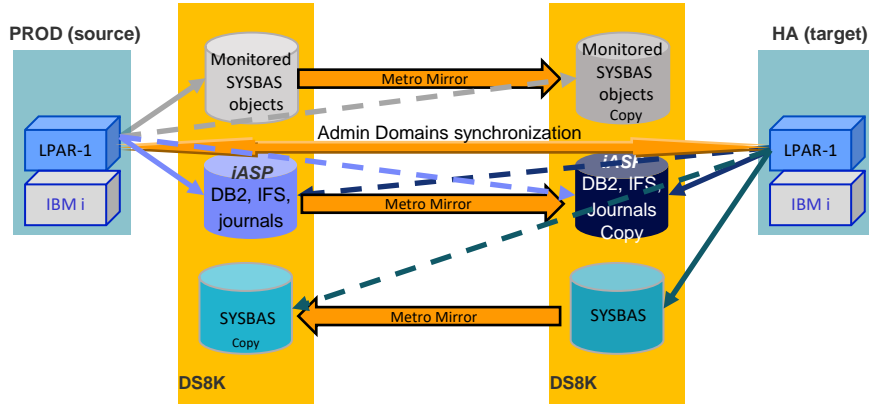 PROD (source)
HA (target)
Monitored
SYSBAS
objects
Metro Mirror
Monitored
SYSBAS
objects
Copy
Admin Domains synchronization
LPAR-1
IBM i
LPAR-1
IBM i
iASP
DB2, IFS,
journals
Metro Mirror
iASP
DB2, IFS,
Journals
Copy
SYSBAS
Copy
Metro Mirror
SYSBAS
DS8K
DS8K